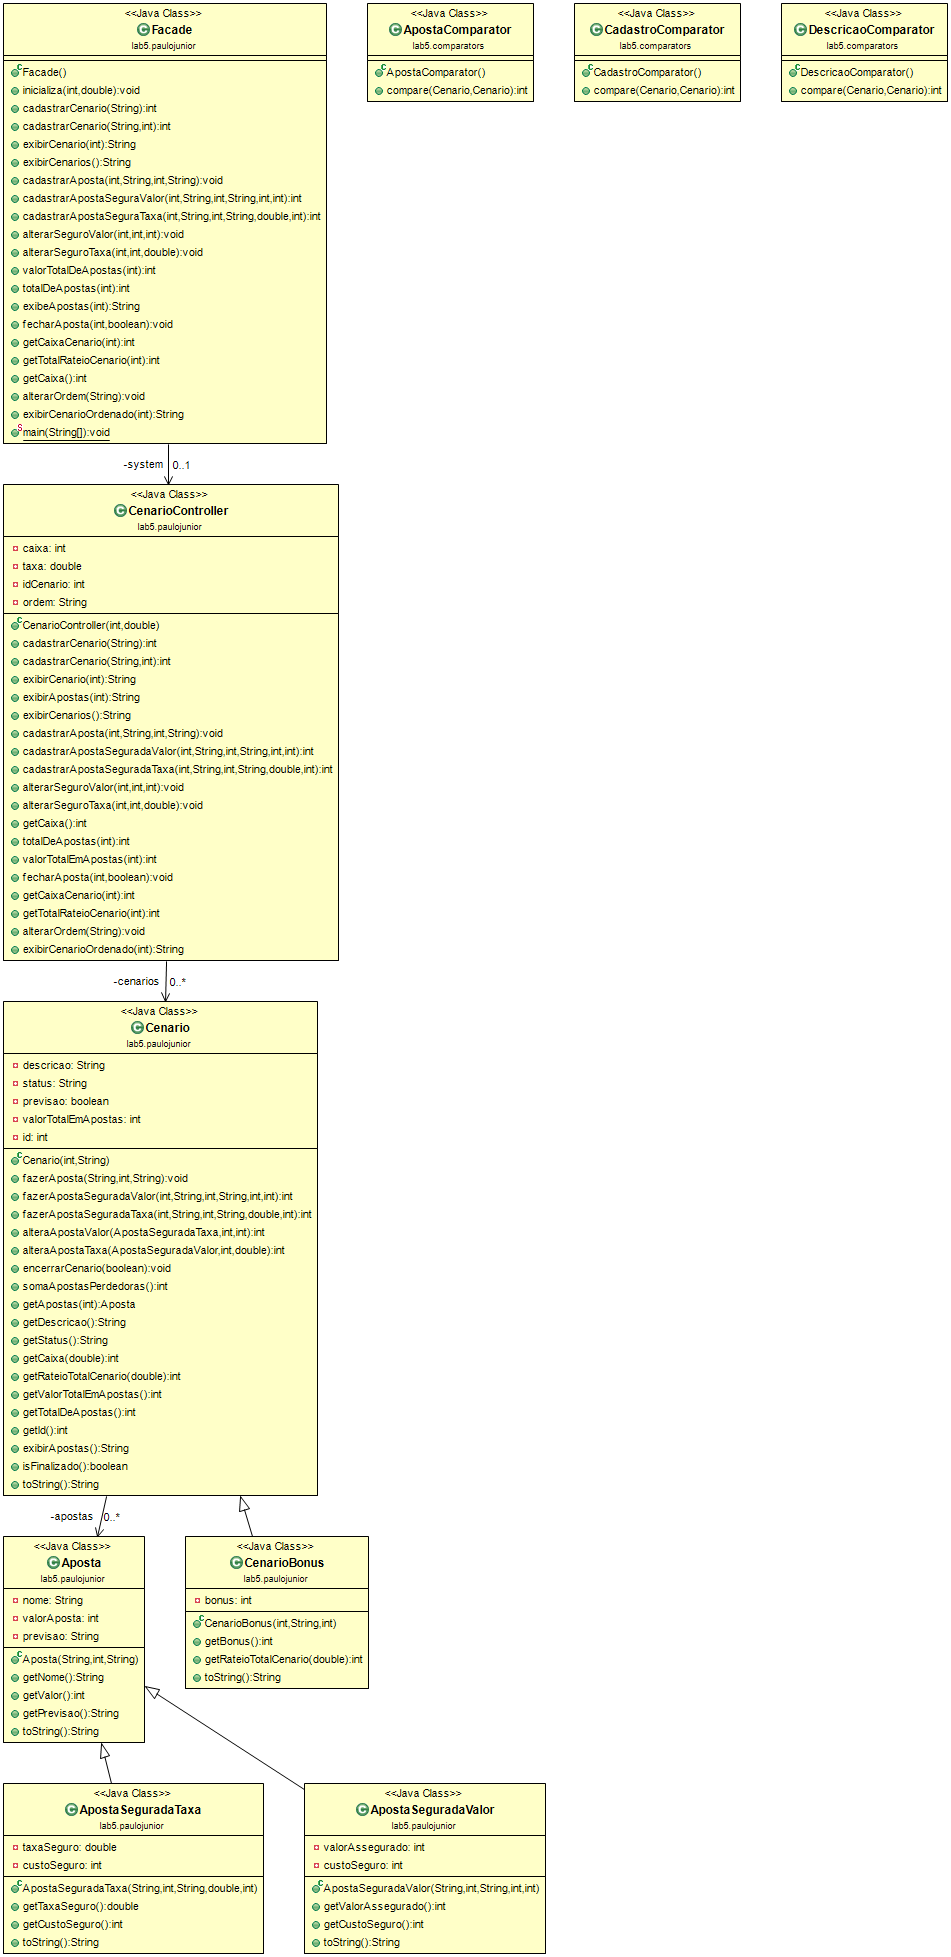 <<Java Class>>
Facade
lab5.paulojunior
Facade()
inicializa(int,double):void
cadastrarCenario(String):int
cadastrarCenario(String,int):int
exibirCenario(int):String
exibirCenarios():String
cadastrarAposta(int,String,int,String):void
cadastrarApostaSeguraValor(int,String,int,String,int,int):int
cadastrarApostaSeguraTaxa(int,String,int,String,double,int):int
alterarSeguroValor(int,int,int):void
alterarSeguroTaxa(int,int,double):void
valorTotalDeApostas(int):int
totalDeApostas(int):int
exibeApostas(int):String
fecharAposta(int,boolean):void
getCaixaCenario(int):int
getTotalRateioCenario(int):int
getCaixa():int
alterarOrdem(String):void
exibirCenarioOrdenado(int):String
main(String[]):void
<<Java Class>>
ApostaComparator
lab5.comparators
ApostaComparator()
compare(Cenario,Cenario):int
<<Java Class>>
CadastroComparator
lab5.comparators
CadastroComparator()
compare(Cenario,Cenario):int
<<Java Class>>
DescricaoComparator
lab5.comparators
DescricaoComparator()
compare(Cenario,Cenario):int
-system 0..1
<<Java Class>>
CenarioController
lab5.paulojunior
caixa: int
taxa: double
idCenario: int
ordem: String
CenarioController(int,double)
cadastrarCenario(String):int
cadastrarCenario(String,int):int
exibirCenario(int):String
exibirApostas(int):String
exibirCenarios():String
cadastrarAposta(int,String,int,String):void
cadastrarApostaSeguradaValor(int,String,int,String,int,int):int
cadastrarApostaSeguradaTaxa(int,String,int,String,double,int):int
alterarSeguroValor(int,int,int):void
alterarSeguroTaxa(int,int,double):void
getCaixa():int
totalDeApostas(int):int
valorTotalEmApostas(int):int
fecharAposta(int,boolean):void
getCaixaCenario(int):int
getTotalRateioCenario(int):int
alterarOrdem(String):void
exibirCenarioOrdenado(int):String
-cenarios 0..*
<<Java Class>>
Cenario
lab5.paulojunior
descricao: String
status: String
previsao: boolean
valorTotalEmApostas: int
id: int
Cenario(int,String)
fazerAposta(String,int,String):void
fazerApostaSeguradaValor(int,String,int,String,int,int):int
fazerApostaSeguradaTaxa(int,String,int,String,double,int):int
alteraApostaValor(ApostaSeguradaTaxa,int,int):int
alteraApostaTaxa(ApostaSeguradaValor,int,double):int
encerrarCenario(boolean):void
somaApostasPerdedoras():int
getApostas(int):Aposta
getDescricao():String
getStatus():String
getCaixa(double):int
getRateioTotalCenario(double):int
getValorTotalEmApostas():int
getTotalDeApostas():int
getId():int
exibirApostas():String
isFinalizado():boolean
toString():String
-apostas 0..*
<<Java Class>>
Aposta
lab5.paulojunior
nome: String
valorAposta: int
previsao: String
Aposta(String,int,String)
getNome():String
getValor():int
getPrevisao():String
toString():String
<<Java Class>>
CenarioBonus
lab5.paulojunior
bonus: int
CenarioBonus(int,String,int)
getBonus():int
getRateioTotalCenario(double):int
toString():String
<<Java Class>>
ApostaSeguradaTaxa
lab5.paulojunior
taxaSeguro: double
custoSeguro: int
ApostaSeguradaTaxa(String,int,String,double,int)
getTaxaSeguro():double
getCustoSeguro():int
toString():String
<<Java Class>>
ApostaSeguradaValor
lab5.paulojunior
valorAssegurado: int
custoSeguro: int
ApostaSeguradaValor(String,int,String,int,int)
getValorAssegurado():int
getCustoSeguro():int
toString():String